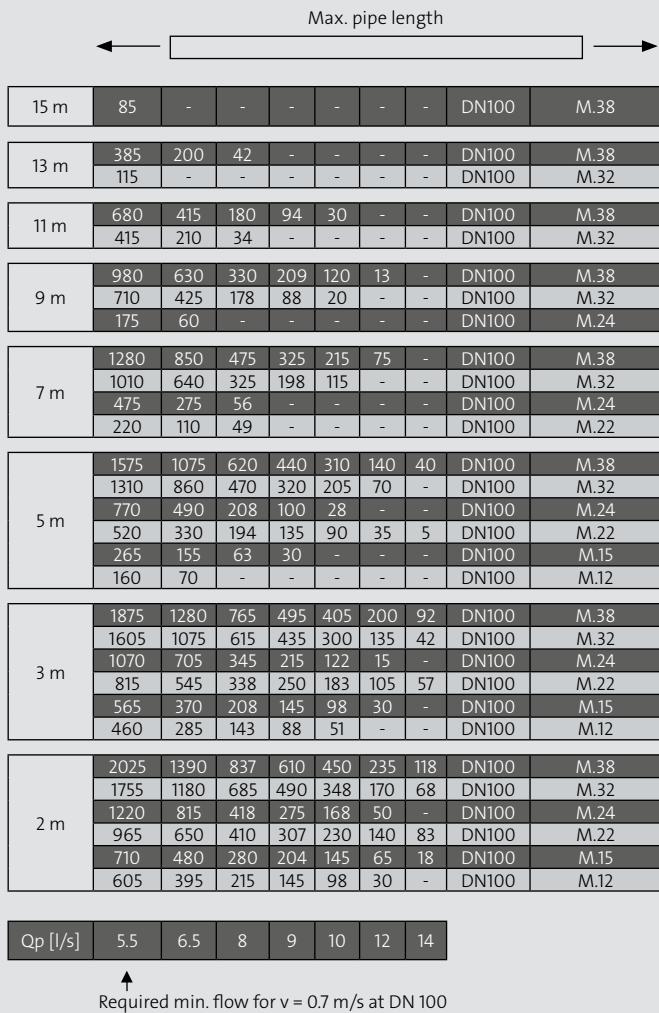 Max. pipe length
15 m 85 - - - - - - DN100 M.38
13 m
385 200 42 - - - - DN100 M.38
115 - - - - - - DN100 M.32
11 m
680 415 180 94 30 - - DN100 M.38
415 210 34 - - - - DN100 M.32
9 m
980 630 330 209 120 13 - DN100 M.38
710 425 178 88 20 - - DN100 M.32
175 60 - - - - - DN100 M.24
7 m
1280 850 475 325 215 75 - DN100 M.38
1010 640 325 198 115 - - DN100 M.32
475 275 56 - - - - DN100 M.24
220 110 49 - - - - DN100 M.22
5 m
1575 1075 620 440 310 140 40 DN100 M.38
1310 860 470 320 205 70 - DN100 M.32
770 490 208 100 28 - - DN100 M.24
520 330 194 135 90 35 5 DN100 M.22
265 155 63 30 - - - DN100 M.15
160 70 - - - - - DN100 M.12
3 m
1875 1280 765 495 405 200 92 DN100 M.38
1605 1075 615 435 300 135 42 DN100 M.32
1070 705 345 215 122 15 - DN100 M.24
815 545 338 250 183 105 57 DN100 M.22
565 370 208 145 98 30 - DN100 M.15
460 285 143 88 51 - - DN100 M.12
2 m
2025 1390 837 610 450 235 118 DN100 M.38
1755 1180 685 490 348 170 68 DN100 M.32
1220 815 418 275 168 50 - DN100 M.24
965 650 410 307 230 140 83 DN100 M.22
710 480 280 204 145 65 18 DN100 M.15
605 395 215 145 98 30 - DN100 M.12
Qp [l/s] 5.5 6.5 8 9 10 12 14
Required min. flow for v = 0.7 m/s at DN 100